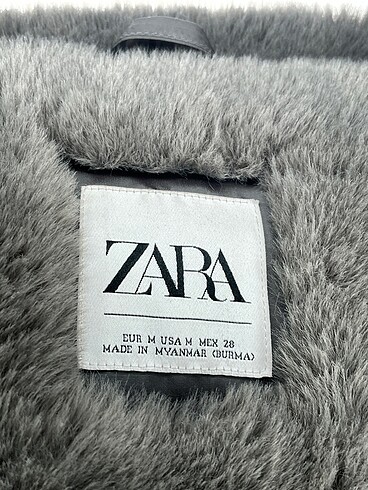 ZARA
EUR M USA M MEX 28
MADE IN MYANMAR (BURMA)